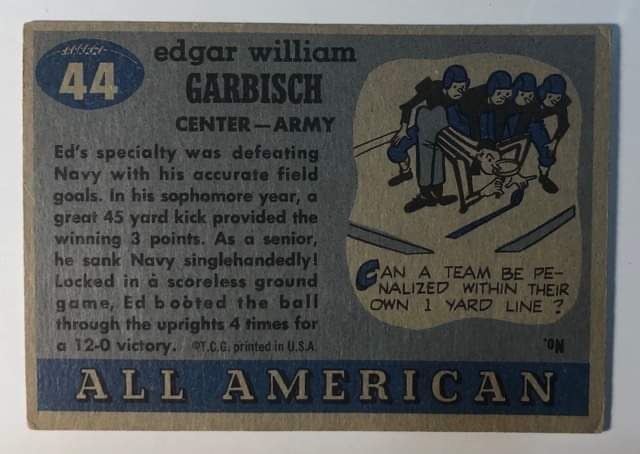 44
edgar william
GARBISCH
CENTER—ARMY
Ed's specialty was defeating
Navy with his accurate field
goals. In his sophomore year, a
great 45 yard kick provided the
winning 3 points. As a senior,
he sank Navy singlehandedly!
Locked in a scoreless ground
game, Ed booted the ball
through the uprights 4 times for
a 12-0 victory. ©T.C.G. printed in U.S.A.
CAN A TEAM BE PE-
NALIZED WITHIN THEIR
OWN 1 YARD LINE?
No.
ALL AMERICAN